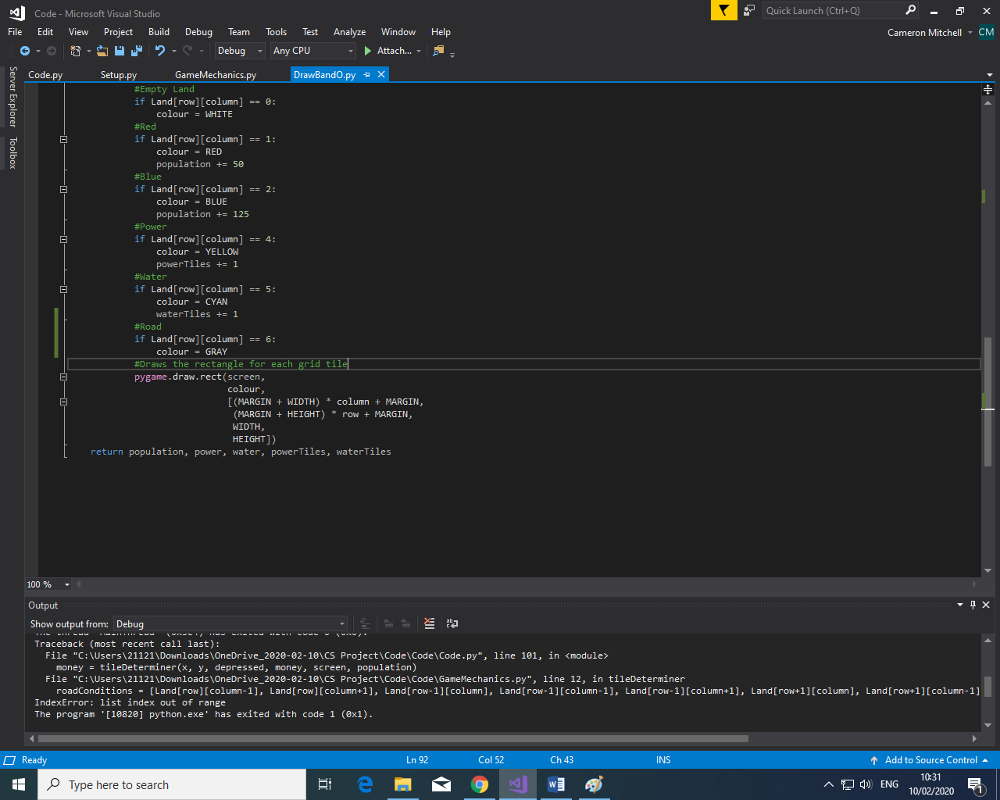 Code - Microsoft Visual Studio
Quick Launch (Ctrl+Q)
File Edit View Project Build Debug Team Tools Test Analyze Window Help
Cameron Mitchell CM
Debug Any CPU Attach...
Server Explorer
Toolbox
Code.py Setup.py GameMechanics.py DrawBandO.py
#Empty Land
if Land[row][column] == 0:
colour = WHITE
#Red
if Land[row][column] == 1:
colour = RED
population += 50
#Blue
if Land[row][column] == 2:
colour = BLUE
population += 125
#Power
if Land[row][column] == 4:
colour = YELLOW
powerTiles += 1
#Water
if Land[row][column] == 5:
colour = CYAN
waterTiles += 1
#Road
if Land[row][column] == 6:
colour = GRAY
#Draws the rectangle for each grid tile
pygame.draw.rect(screen,
colour,
[(MARGIN + WIDTH) * column + MARGIN,
(MARGIN + HEIGHT) * row + MARGIN,
WIDTH,
HEIGHT])
return population, power, water, powerTiles, waterTiles
100 %
Output
Show output from: Debug
Traceback (most recent call last):
File "C:\Users\21121\Downloads\OneDrive_2020-02-10\CS Project\Code\Code\Code.py", line 101, in <module>
money = tileDeterminer(x, y, depressed, money, screen, population)
File "C:\Users\21121\Downloads\OneDrive_2020-02-10\CS Project\Code\Code\GameMechanics.py", line 12, in tileDeterminer
roadConditions = [Land[row][column-1], Land[row][column+1], Land[row-1][column], Land[row-1][column-1], Land[row-1][column+1], Land[row+1][column], Land[row+1][column-1]
IndexError: list index out of range
The program '[10820] python.exe' has exited with code 1 (0x1).
Ready Ln 92 Col 52 Ch 43 INS Add to Source Control
Type here to search
ENG
10:31
10/02/2020
1